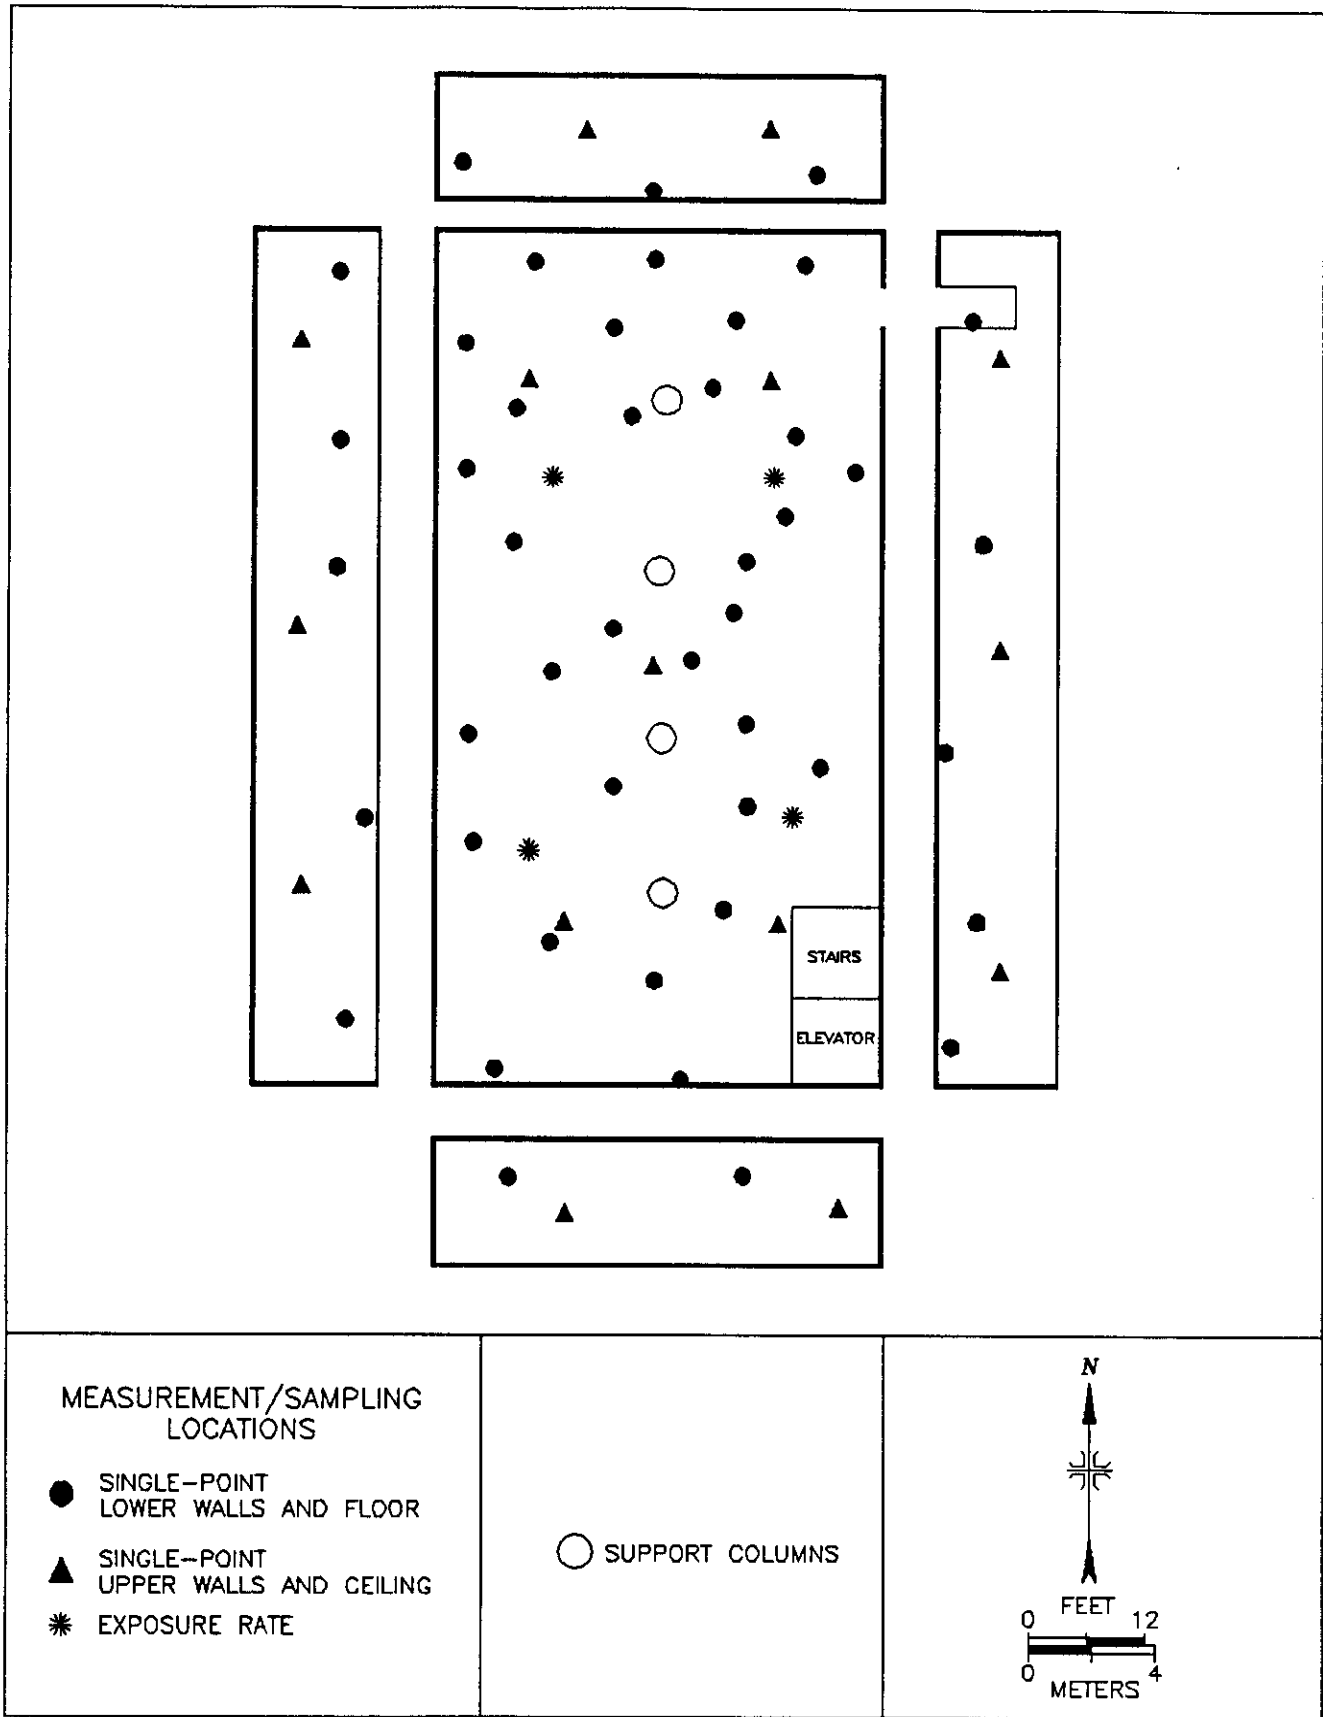 STAIRS
ELEVATOR
MEASUREMENT/SAMPLING
LOCATIONS
SINGLE-POINT
LOWER WALLS AND FLOOR
SINGLE-POINT
UPPER WALLS AND CEILING
EXPOSURE RATE
SUPPORT COLUMNS
N
FEET
0 12
0 4
METERS